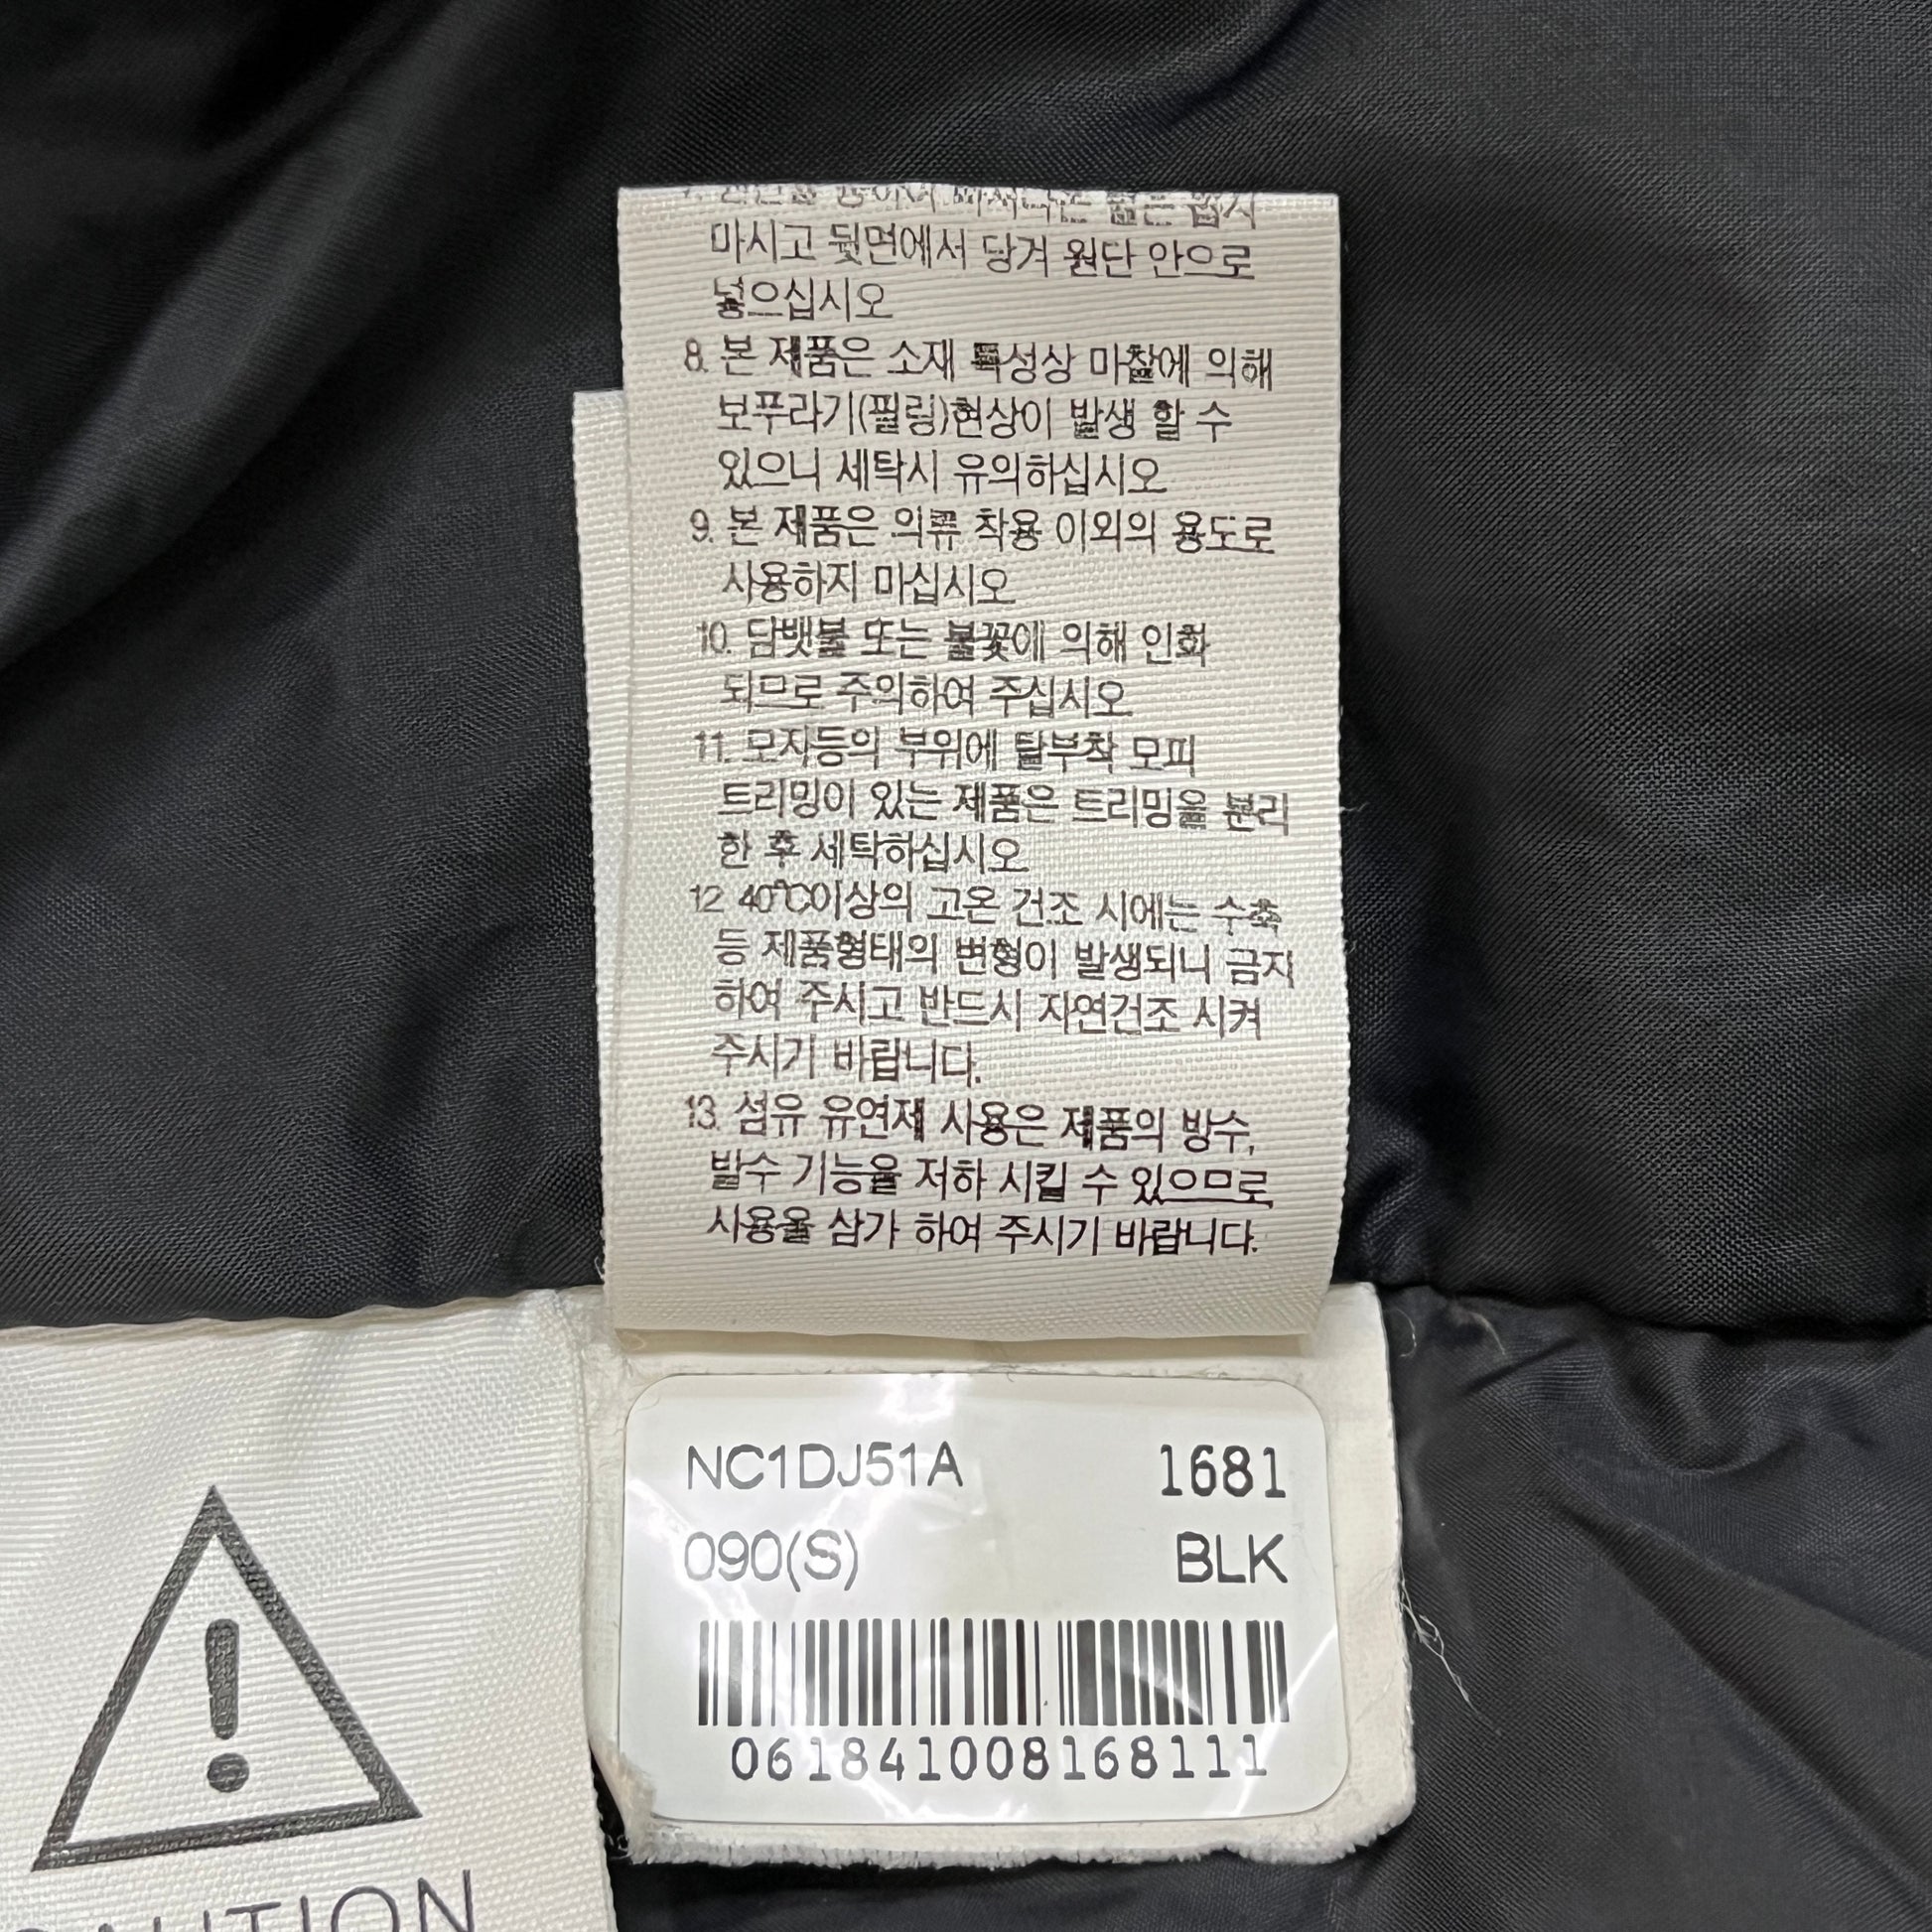 마시고 뒷면에서 당겨 원단 안으로
넣으십시오
8. 본 제품은 소재 특성상 마찰에 의해
보푸라기(필링)현상이 발생 할 수
있으니 세탁시 유의하십시오
9. 본 제품은 의류 착용 이외의 용도로
사용하지 마십시오
10. 담뱃불 또는 불꽃에 의해 인화
되므로 주의하여 주십시오
11. 모자등의 부위에 탈부착 모피
트리밍이 있는 제품은 트리밍을 분리
한 후 세탁하십시오
12 40℃이상의 고온 건조 시에는 수축
등 제품형태의 변형이 발생되니 금지
하여 주시고 반드시 자연건조 시켜
주시기 바랍니다.
13. 섬유 유연제 사용은 제품의 방수,
발수 기능을 저하 시킬 수 있으므로
사용을 삼가 하여 주시기 바랍니다.
NC1DJ51A 1681
090(S) BLK
061841008168111